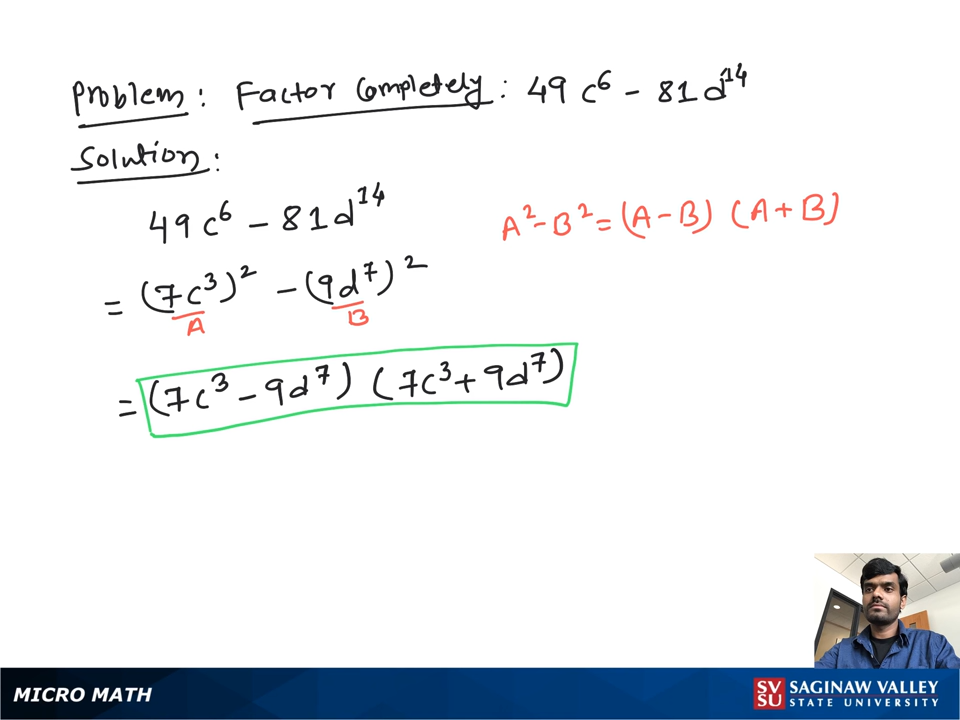 Problem: Factor Completely: 49c⁶ - 81d¹⁴
Solution:
49c⁶ - 81d¹⁴
A² - B² = (A - B) (A + B)
= (7c³)² - (9d⁷)²
A B
= (7c³ - 9d⁷) (7c³ + 9d⁷)
MICRO MATH
SV SU SAGINAW VALLEY
STATE UNIVERSITY